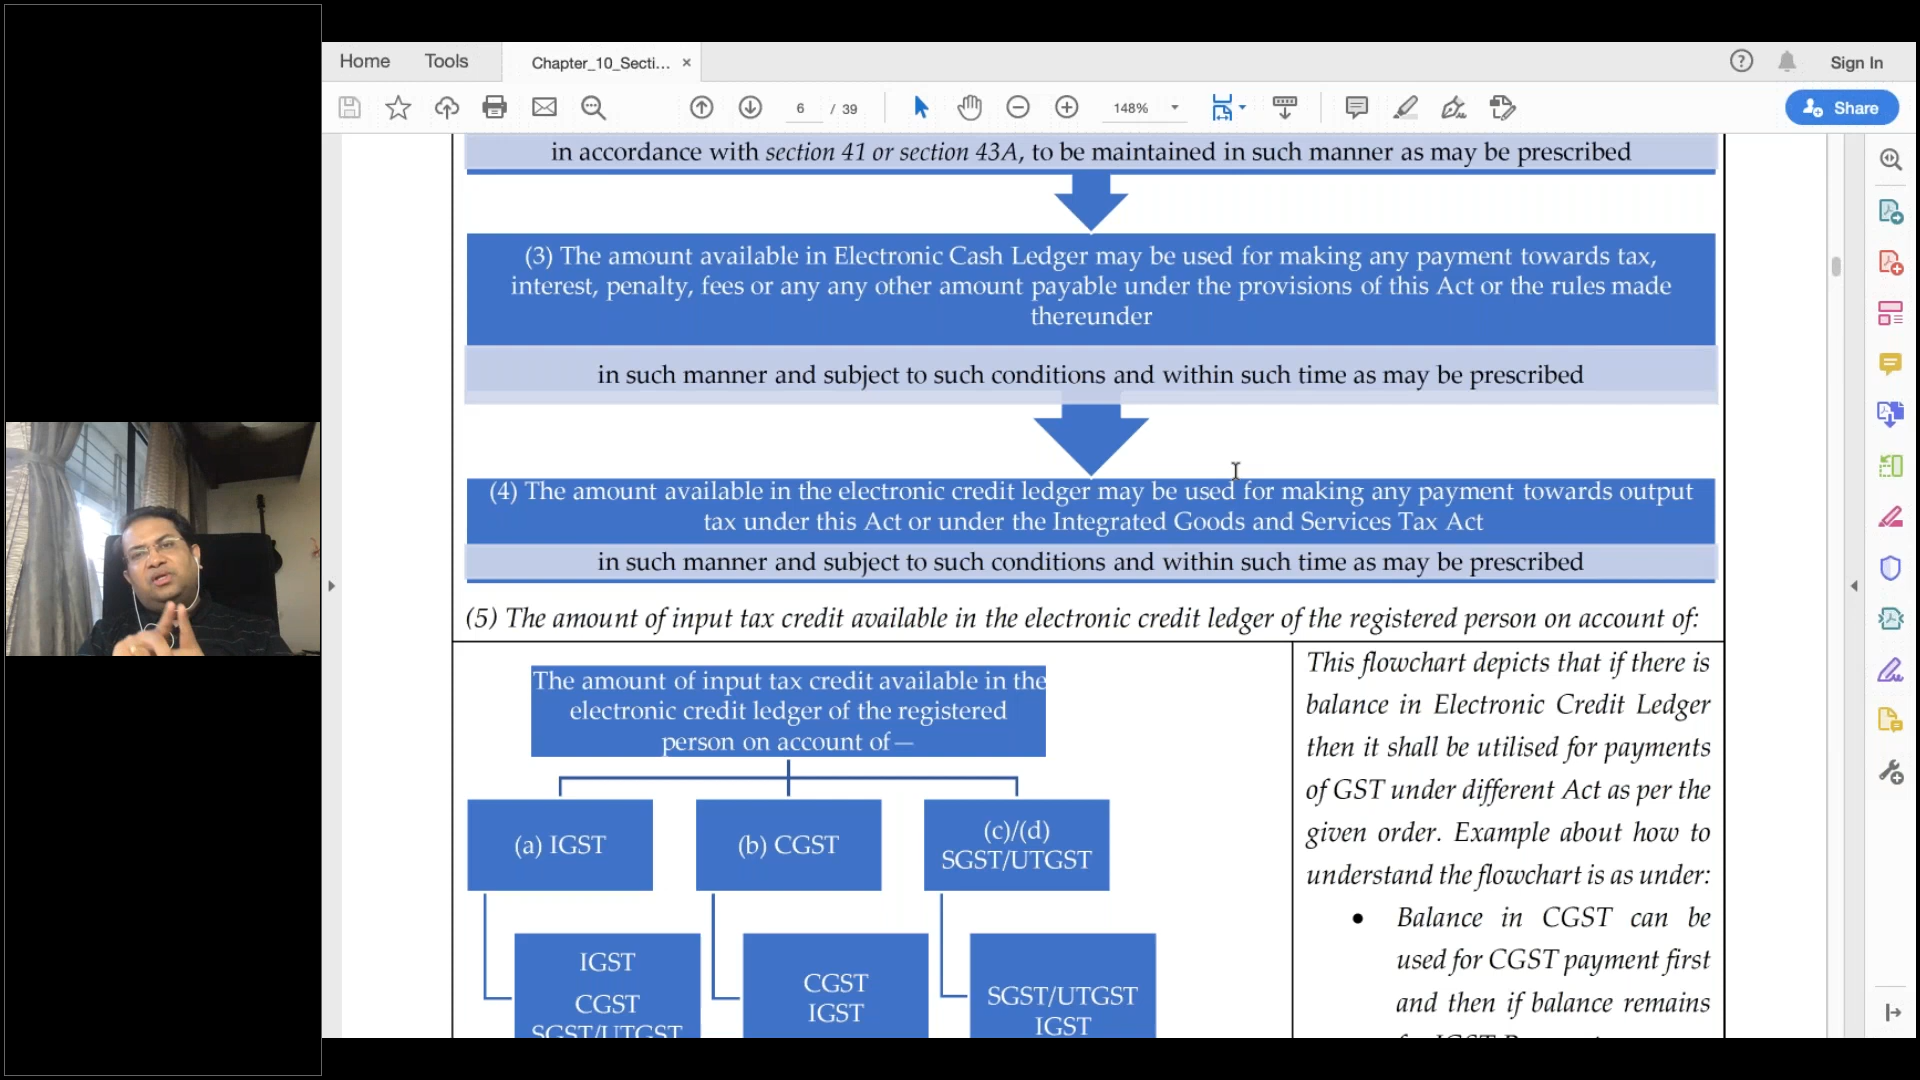 Home
Tools
Chapter_10_Secti... ×
Sign In
6 / 39
148%
Share
in accordance with section 41 or section 43A, to be maintained in such manner as may be prescribed
(3) The amount available in Electronic Cash Ledger may be used for making any payment towards tax,
interest, penalty, fees or any any other amount payable under the provisions of this Act or the rules made
thereunder
in such manner and subject to such conditions and within such time as may be prescribed
(4) The amount available in the electronic credit ledger may be used for making any payment towards output
tax under this Act or under the Integrated Goods and Services Tax Act
in such manner and subject to such conditions and within such time as may be prescribed
(5) The amount of input tax credit available in the electronic credit ledger of the registered person on account of:
The amount of input tax credit available in the
electronic credit ledger of the registered
person on account of—
(a) IGST
(b) CGST
(c)/(d)
SGST/UTGST
IGST
CGST
SGST/UTGST
CGST
IGST
SGST/UTGST
IGST
This flowchart depicts that if there is
balance in Electronic Credit Ledger
then it shall be utilised for payments
of GST under different Act as per the
given order. Example about how to
understand the flowchart is as under:
• Balance in CGST can be
used for CGST payment first
and then if balance remains